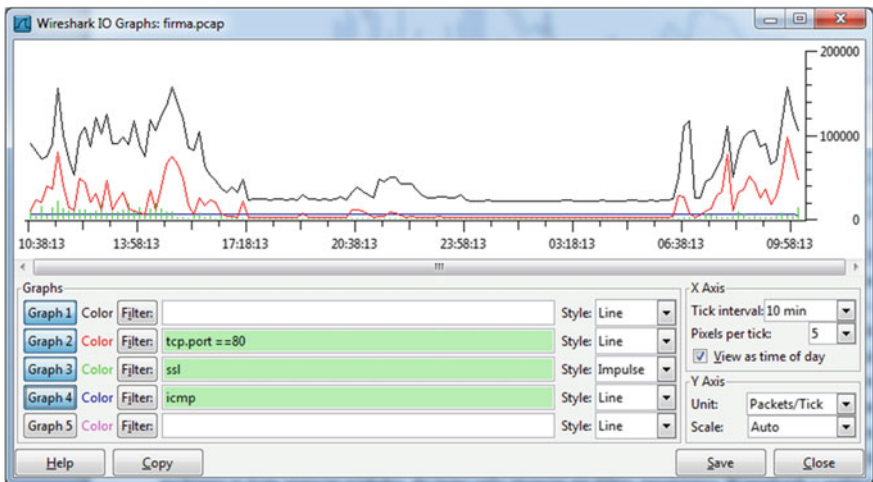 Wireshark IO Graphs: firma.pcap
200000
100000
0
10:38:13 13:58:13 17:18:13 20:38:13 23:58:13 03:18:13 06:38:13 09:58:13
Graphs
Graph 1 Color Filter: Style: Line
Graph 2 Color Filter: tcp.port ==80 Style: Line
Graph 3 Color Filter: ssl Style: Impulse
Graph 4 Color Filter: icmp Style: Line
Graph 5 Color Filter: Style: Line
X Axis
Tick interval: 10 min
Pixels per tick: 5
View as time of day
Y Axis
Unit: Packets/Tick
Scale: Auto
Help Copy Save Close